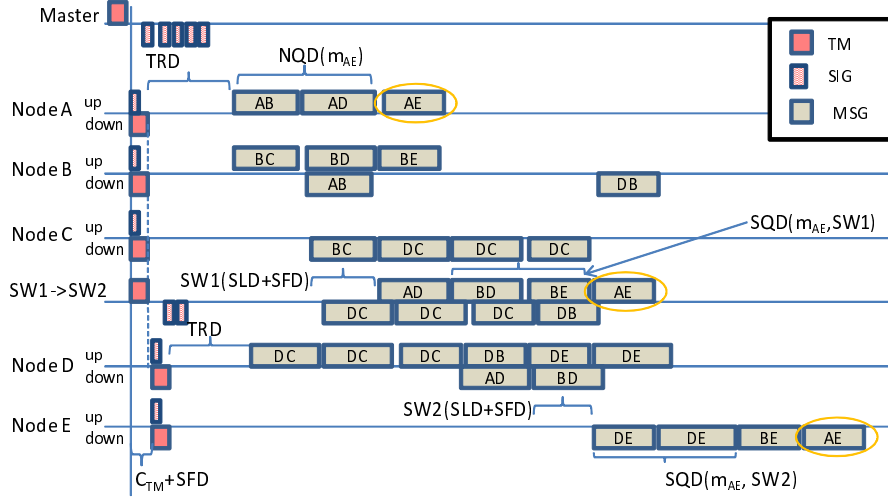 Master
TRD
NQD(mAE)
TM
SIG
MSG
Node A up AB AD AE
down
Node B up BC BD BE
down AB DB
Node C up
down BC DC DC DC
SQD(mAE,SW1)
SW1(SLD+SFD)
SW1->SW2 AD BD BE AE
DC DC DC DB
TRD
Node D up DC DC DC DB DE DE
down AD BD
SW2(SLD+SFD)
Node E up
down DE DE BE AE
CTM+SFD
SQD(mAE, SW2)